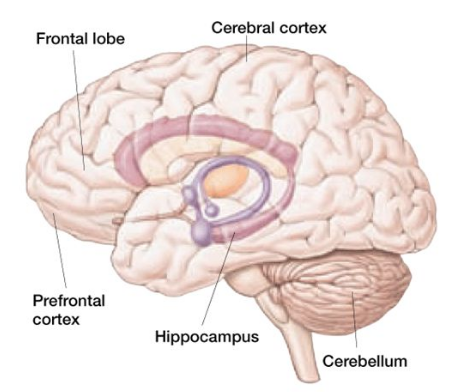 Cerebral cortex
Frontal lobe
Prefrontal
cortex
Hippocampus
Cerebellum